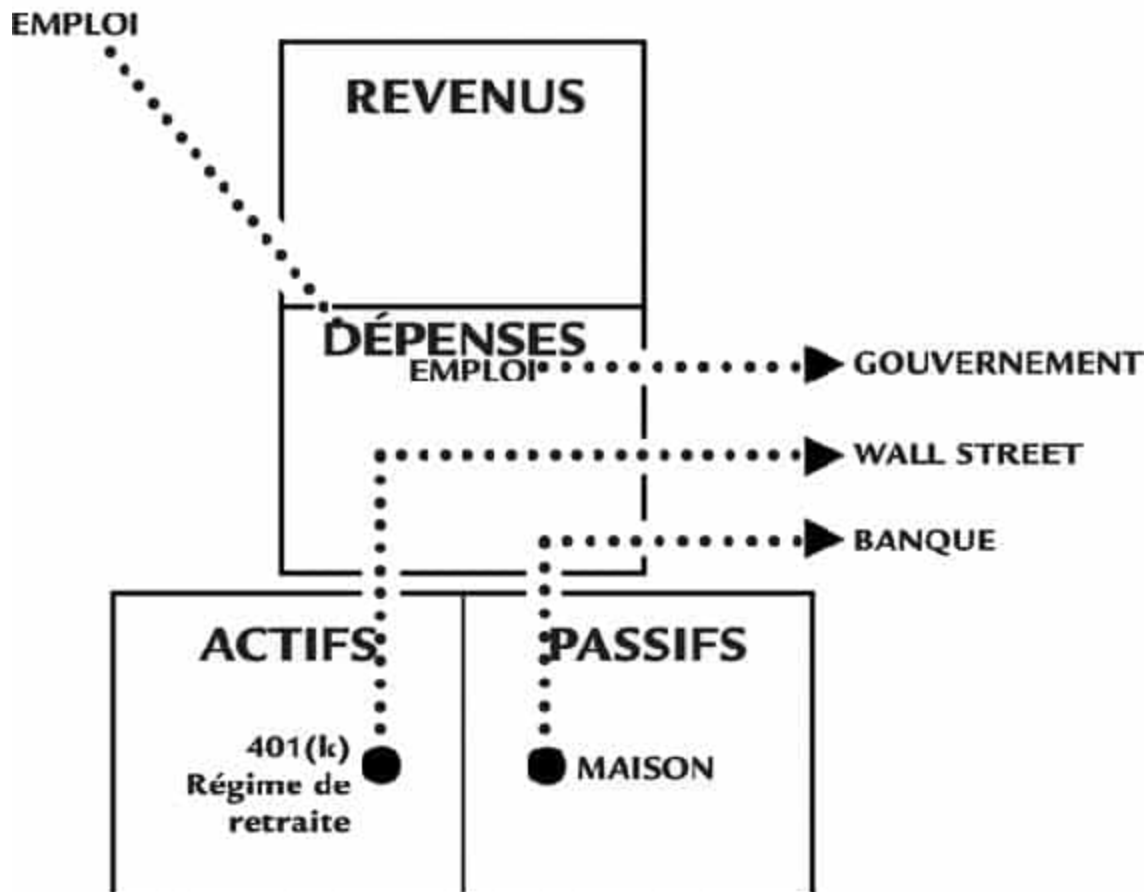 EMPLOI
REVENUS
DÉPENSES
EMPLOI
GOUVERNEMENT
WALL STREET
BANQUE
ACTIFS
PASSIFS
401(k)
Régime de
retraite
MAISON